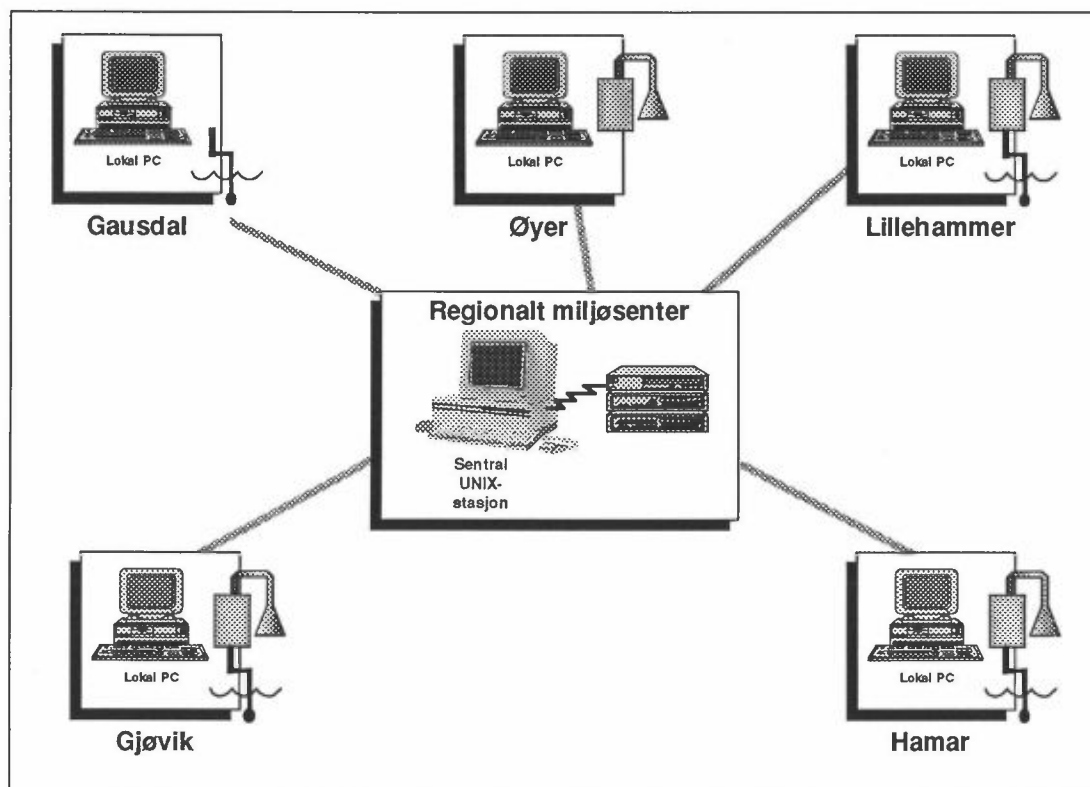 Lokal PC
Gausdal
Lokal PC
Øyer
Lokal PC
Lillehammer
Regionalt miljøsenter
Sentral
UNIX-
stasjon
Lokal PC
Gjøvik
Lokal PC
Hamar